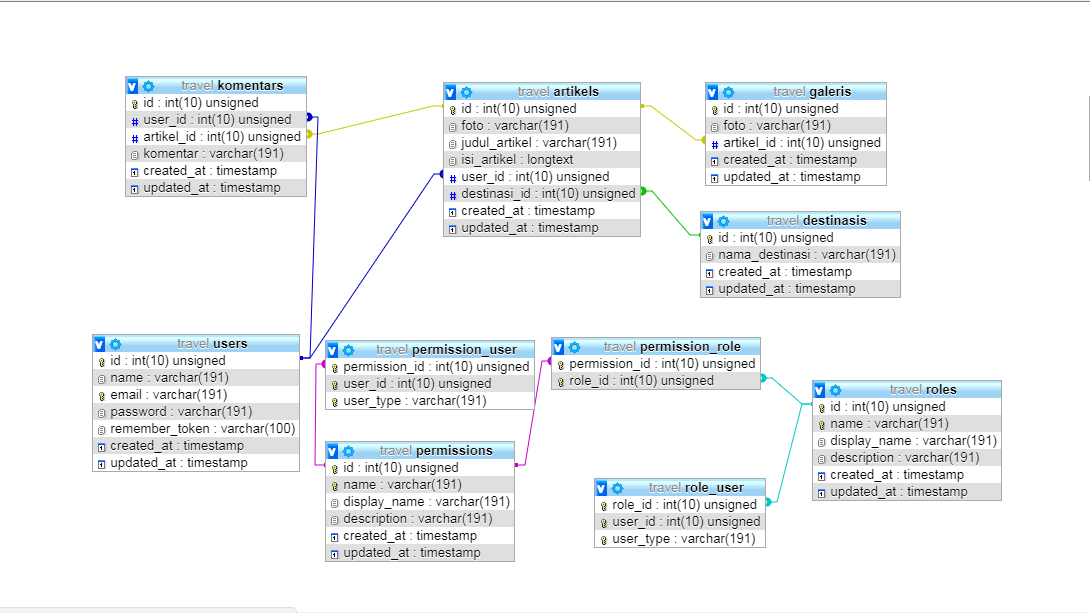 travel komentars
id : int(10) unsigned
user_id : int(10) unsigned
artikel_id : int(10) unsigned
komentar : varchar(191)
created_at : timestamp
updated_at : timestamp
travel artikels
id : int(10) unsigned
foto : varchar(191)
judul_artikel : varchar(191)
isi_artikel : longtext
user_id : int(10) unsigned
destinasi_id : int(10) unsigned
created_at : timestamp
updated_at : timestamp
travel galeris
id : int(10) unsigned
foto : varchar(191)
artikel_id : int(10) unsigned
created_at : timestamp
updated_at : timestamp
travel destinasis
id : int(10) unsigned
nama_destinasi : varchar(191)
created_at : timestamp
updated_at : timestamp
travel users
id : int(10) unsigned
name : varchar(191)
email : varchar(191)
password : varchar(191)
remember_token : varchar(100)
created_at : timestamp
updated_at : timestamp
travel permission_user
permission_id : int(10) unsigned
user_id : int(10) unsigned
user_type : varchar(191)
travel permission_role
permission_id : int(10) unsigned
role_id : int(10) unsigned
travel roles
id : int(10) unsigned
name : varchar(191)
display_name : varchar(191)
description : varchar(191)
created_at : timestamp
updated_at : timestamp
travel permissions
id : int(10) unsigned
name : varchar(191)
display_name : varchar(191)
description : varchar(191)
created_at : timestamp
updated_at : timestamp
travel role_user
role_id : int(10) unsigned
user_id : int(10) unsigned
user_type : varchar(191)